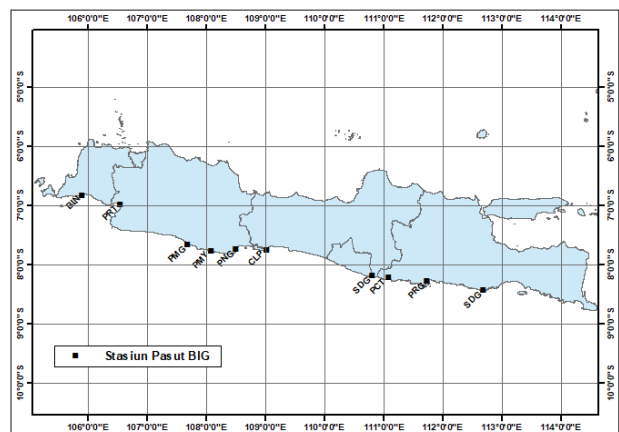 106°0'0"E 107°0'0"E 108°0'0"E 109°0'0"E 110°0'0"E 111°0'0"E 112°0'0"E 113°0'0"E 114°0'0"E
5°0'0"S 5°0'0"S
6°0'0"S 6°0'0"S
7°0'0"S 7°0'0"S
8°0'0"S 8°0'0"S
9°0'0"S 9°0'0"S
10°0'0"S 10°0'0"S
BIN
PRT
PMG
PMY
PNG
CLP
SDG
PCT
PRG
SDG
Stasiun Pasut BIG
106°0'0"E 107°0'0"E 108°0'0"E 109°0'0"E 110°0'0"E 111°0'0"E 112°0'0"E 113°0'0"E 114°0'0"E